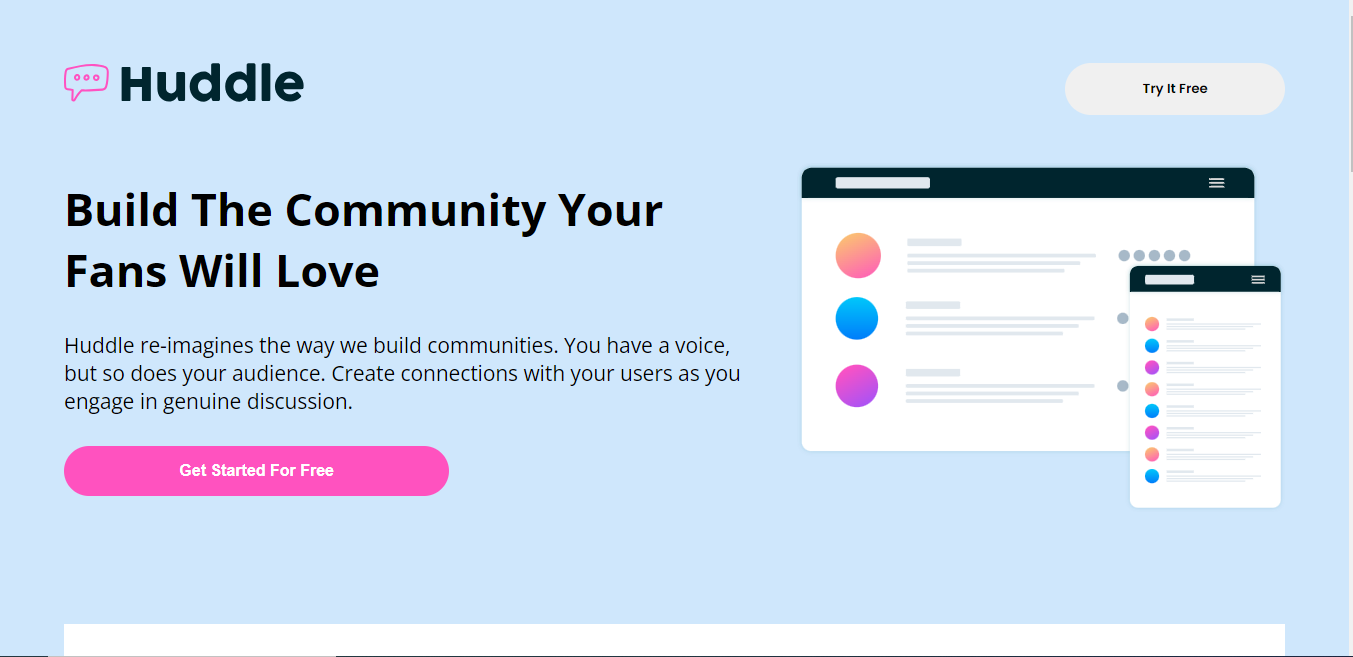 Huddle
Try It Free
Build The Community Your
Fans Will Love
Huddle re-imagines the way we build communities. You have a voice,
but so does your audience. Create connections with your users as you
engage in genuine discussion.
Get Started For Free